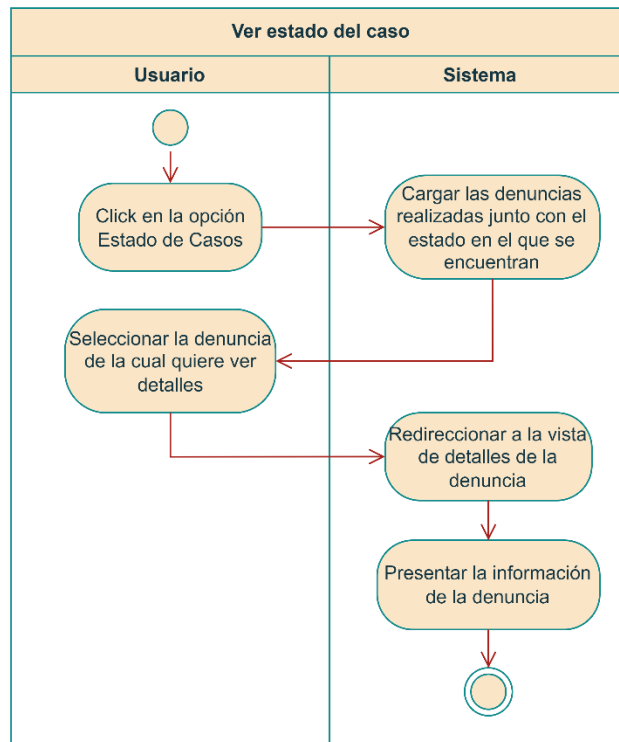 Ver estado del caso
Usuario
Sistema
Click en la opción
Estado de Casos
Cargar las denuncias
realizadas junto con el
estado en el que se
encuentran
Seleccionar la denuncia
de la cual quiere ver
detalles
Redireccionar a la vista
de detalles de la
denuncia
Presentar la información
de la denuncia